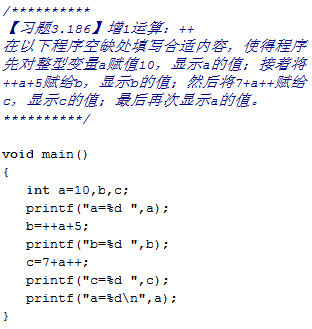 /**********
【习题3.186】增1运算：++
在以下程序空缺处填写合适内容，使得程序
先对整型变量a赋值10，显示a的值；接着将
++a+5赋给b，显示b的值；然后将7+a++赋给
c，显示c的值；最后再次显示a的值。
**********/
void main()
{
int a=10,b,c;
printf("a=%d ",a);
b=++a+5;
printf("b=%d ",b);
c=7+a++;
printf("c=%d ",c);
printf("a=%d\n",a);
}